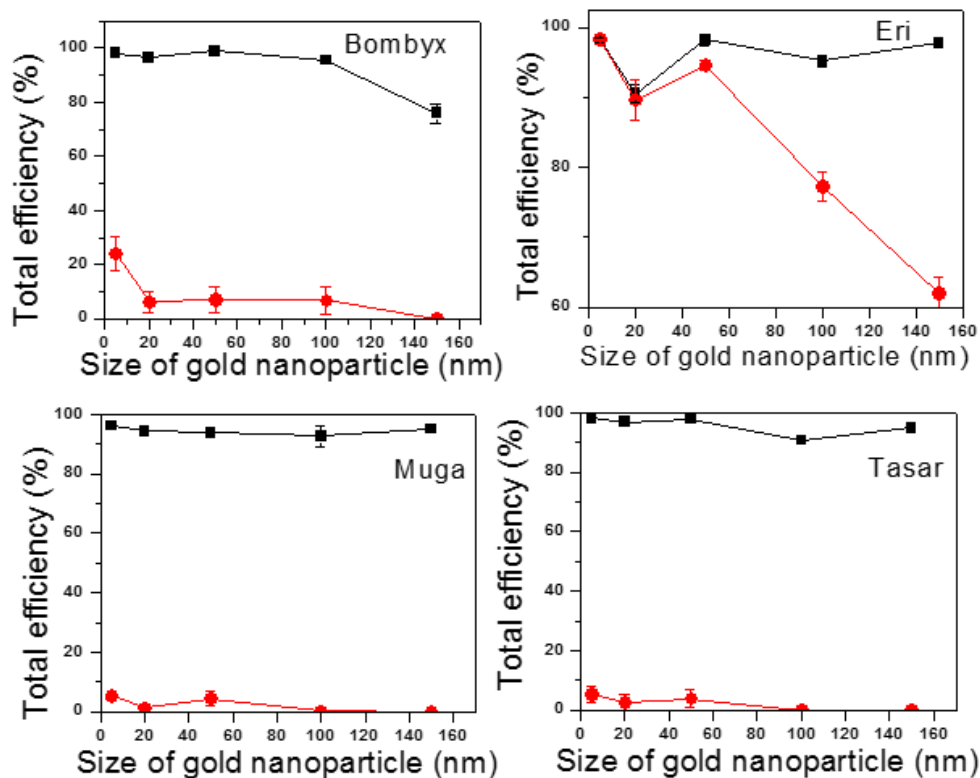 Bombyx
Total efficiency (%)
100
80
60
40
20
0
0 20 40 60 80 100 120 140 160
Size of gold nanoparticle (nm)
Eri
Total efficiency (%)
100
80
60
0 20 40 60 80 100 120 140 160
Size of gold nanoparticle (nm)
Muga
Total efficiency (%)
100
80
60
40
20
0
0 20 40 60 80 100 120 140 160
Size of gold nanoparticle (nm)
Tasar
Total efficiency (%)
100
80
60
40
20
0
0 20 40 60 80 100 120 140 160
Size of gold nanoparticle (nm)